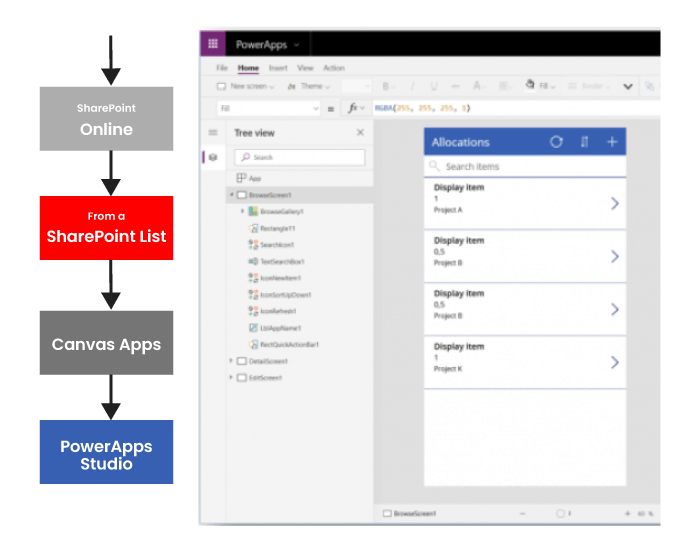 SharePoint
Online
From a
SharePoint List
Canvas Apps
PowerApps
Studio
PowerApps
File Home Insert View Action
New screen Theme B I U A Fill Border
Fill = fx RGBA(255, 255, 255, 1)
Tree view
Search
App
BrowseScreen1
BrowseGallery1
Rectangle11
SearchIcon1
TextSearchBox1
IconNewItem1
IconSortUpDown1
IconRefresh1
LblAppName1
RectQuickActionBar1
DetailScreen1
EditScreen1
Allocations
Search items
Display item
1
Project A
Display item
0,5
Project B
Display item
0,5
Project B
Display item
1
Project K
BrowseScreen1